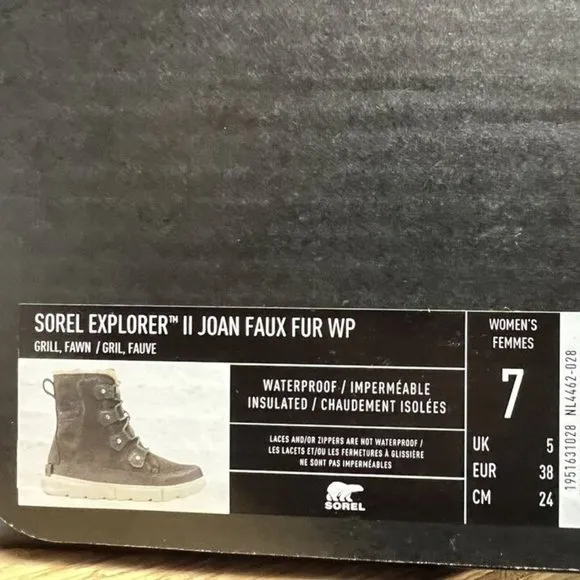 SOREL EXPLORER™ II JOAN FAUX FUR WP
GRILL, FAWN / GRIL, FAUVE
WATERPROOF / IMPERMÉABLE
INSULATED / CHAUDEMENT ISOLÉES
LACES AND/OR ZIPPERS ARE NOT WATERPROOF /
LES LACETS ET/OU LES FERMETURES À GLISSIÈRE
NE SONT PAS IMPERMÉABLES
SOREL
WOMEN'S
FEMMES
7
UK 5
EUR 38
CM 24
1951631028 NL4462-028